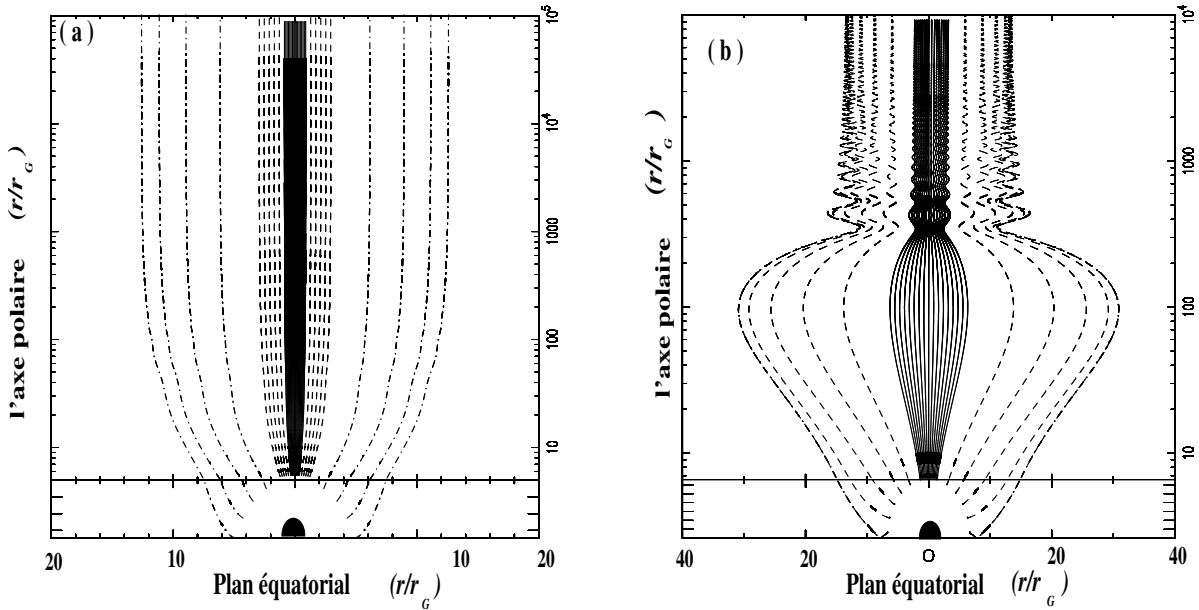 (a)
10⁵
10⁴
1000
100
10
l'axe polaire (r/r_G)
20 10 10 20
Plan équatorial (r/r_G)
(b)
10⁴
1000
100
10
l'axe polaire (r/r_G)
40 20 O 20 40
Plan équatorial (r/r_G)